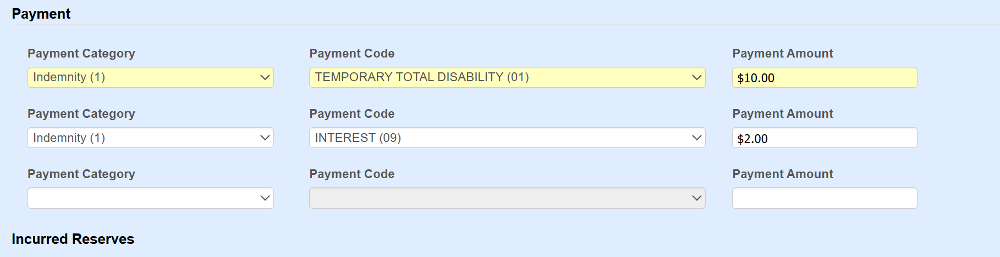 Payment
Payment Category Payment Code Payment Amount
Indemnity (1) TEMPORARY TOTAL DISABILITY (01) $10.00
Payment Category Payment Code Payment Amount
Indemnity (1) INTEREST (09) $2.00
Payment Category Payment Code Payment Amount
Incurred Reserves